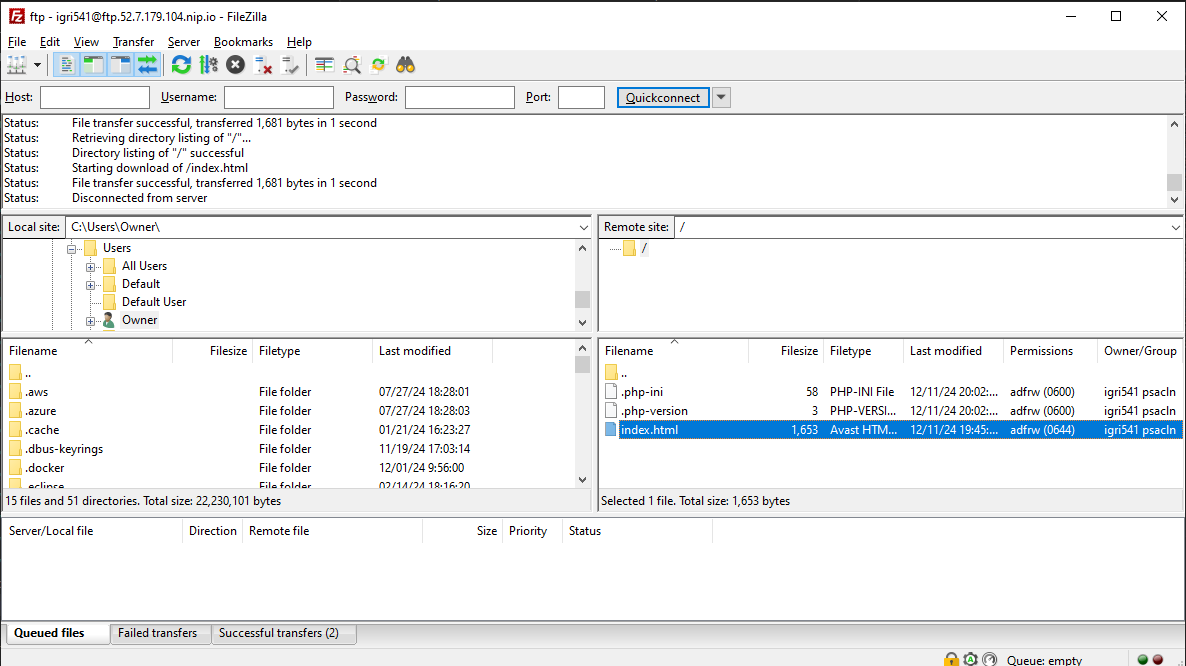 ftp - igri541@ftp.52.7.179.104.nip.io - FileZilla
File Edit View Transfer Server Bookmarks Help
Host: Username: Password: Port: Quickconnect
Status: File transfer successful, transferred 1,681 bytes in 1 second
Status: Retrieving directory listing of "/"...
Status: Directory listing of "/" successful
Status: Starting download of /index.html
Status: File transfer successful, transferred 1,681 bytes in 1 second
Status: Disconnected from server
Local site: C:\Users\Owner\
Users
All Users
Default
Default User
Owner
Remote site: /
/
Filename Filesize Filetype Last modified
..
.aws File folder 07/27/24 18:28:01
.azure File folder 07/27/24 18:28:03
.cache File folder 01/21/24 16:23:27
.dbus-keyrings File folder 11/19/24 17:03:14
.docker File folder 12/01/24 9:56:00
.eclipse File folder 02/14/24 18:16:20
15 files and 51 directories. Total size: 22,230,101 bytes
Filename Filesize Filetype Last modified Permissions Owner/Group
..
.php-ini 58 PHP-INI File 12/11/24 20:02:... adfrw (0600) igri541 psacln
.php-version 3 PHP-VERSI... 12/11/24 20:02:... adfrw (0600) igri541 psacln
index.html 1,653 Avast HTM... 12/11/24 19:45:... adfrw (0644) igri541 psacln
Selected 1 file. Total size: 1,653 bytes
Server/Local file Direction Remote file Size Priority Status
Queued files Failed transfers Successful transfers (2)
Queue: empty